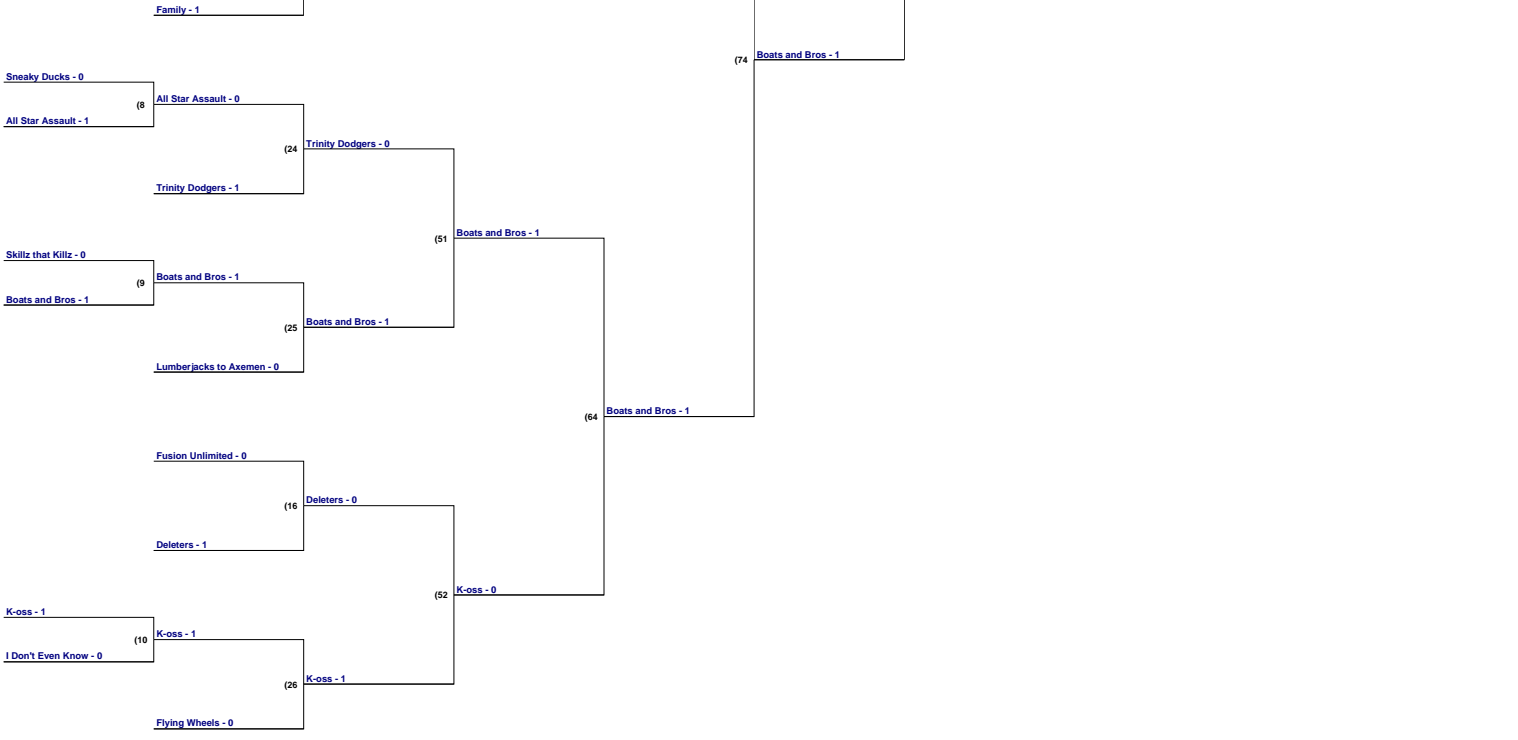 Family - 1
(74 Boats and Bros - 1
Sneaky Ducks - 0
(8 All Star Assault - 0
All Star Assault - 1
(24 Trinity Dodgers - 0
Trinity Dodgers - 1
(51 Boats and Bros - 1
Skillz that Killz - 0
(9 Boats and Bros - 1
Boats and Bros - 1
(25 Boats and Bros - 1
Lumberjacks to Axemen - 0
(64 Boats and Bros - 1
Fusion Unlimited - 0
(16 Deleters - 0
Deleters - 1
(52 K-oss - 0
K-oss - 1
(10 K-oss - 1
I Don't Even Know - 0
(26 K-oss - 1
Flying Wheels - 0